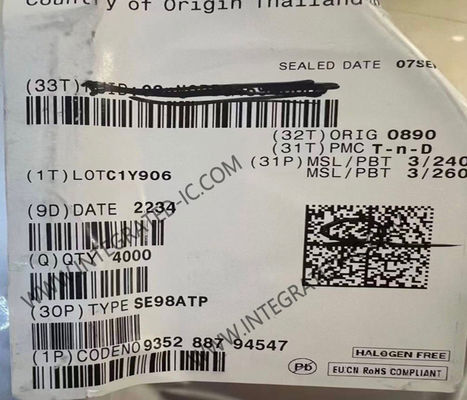 Country of Origin Thailand
SEALED DATE 07SE
(33T)
(32T) ORIG 0890
(31T) PMC T-n-D
(31P) MSL/PBT 3/240
MSL/PBT 3/260
(1T) LOT C1Y906
(9D) DATE 2234
(Q) QTY 4000
(30P) TYPE SE98ATP
(1P) CODENO 9352 887 94547
HALOGEN FREE
Pb
EU.CN RoHS COMPLIANT
WWW.INTEGRATED-IC.COM